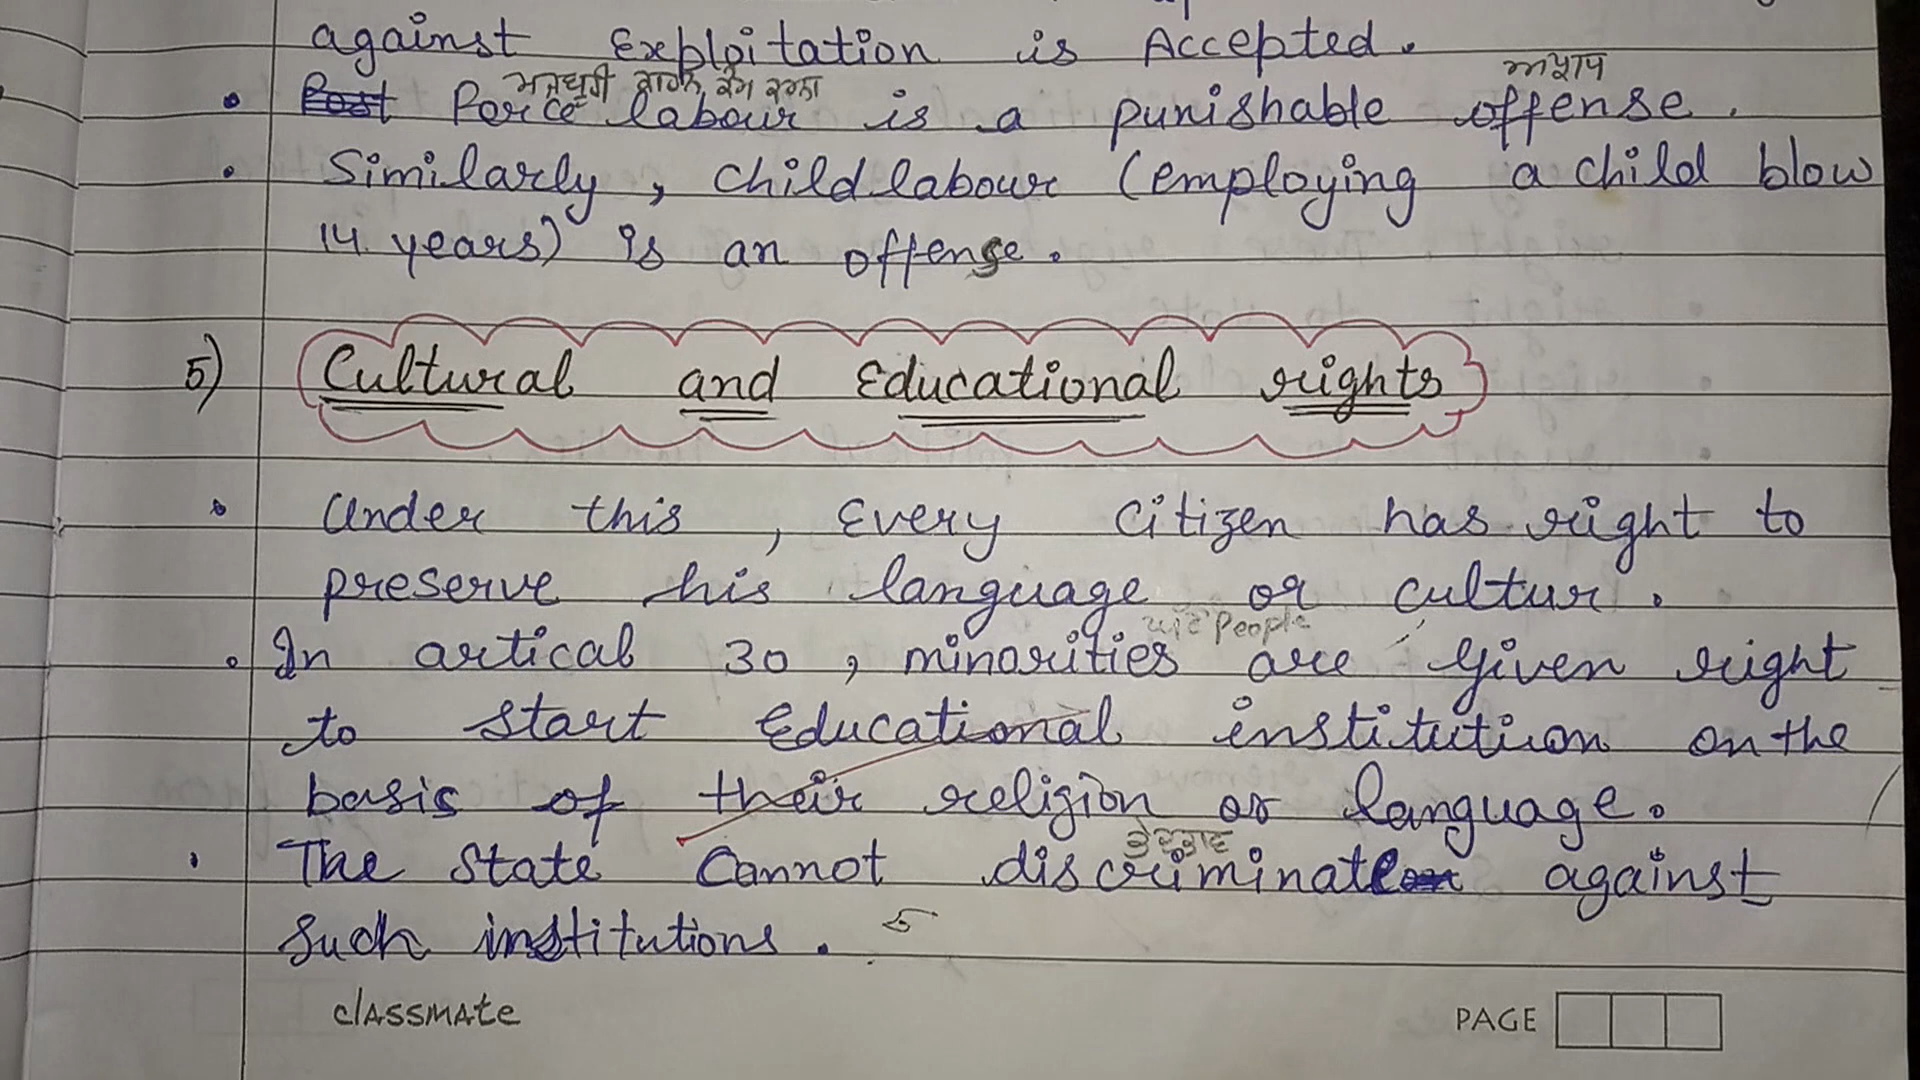 against Exploitation is Accepted.
अपराध
• Force labour is a punishable offense.
• Similarly, child labour (employing a child blow
14 years) is an offense.
5) Cultural and Educational rights
• Under this, Every citizen has right to
preserve his language or cultur.
People
• In artical 30, minorities are given right
to start Educational institution on the
basis of their religion or language.
• The State Cannot discriminate against
Such institutions.
classmate
PAGE